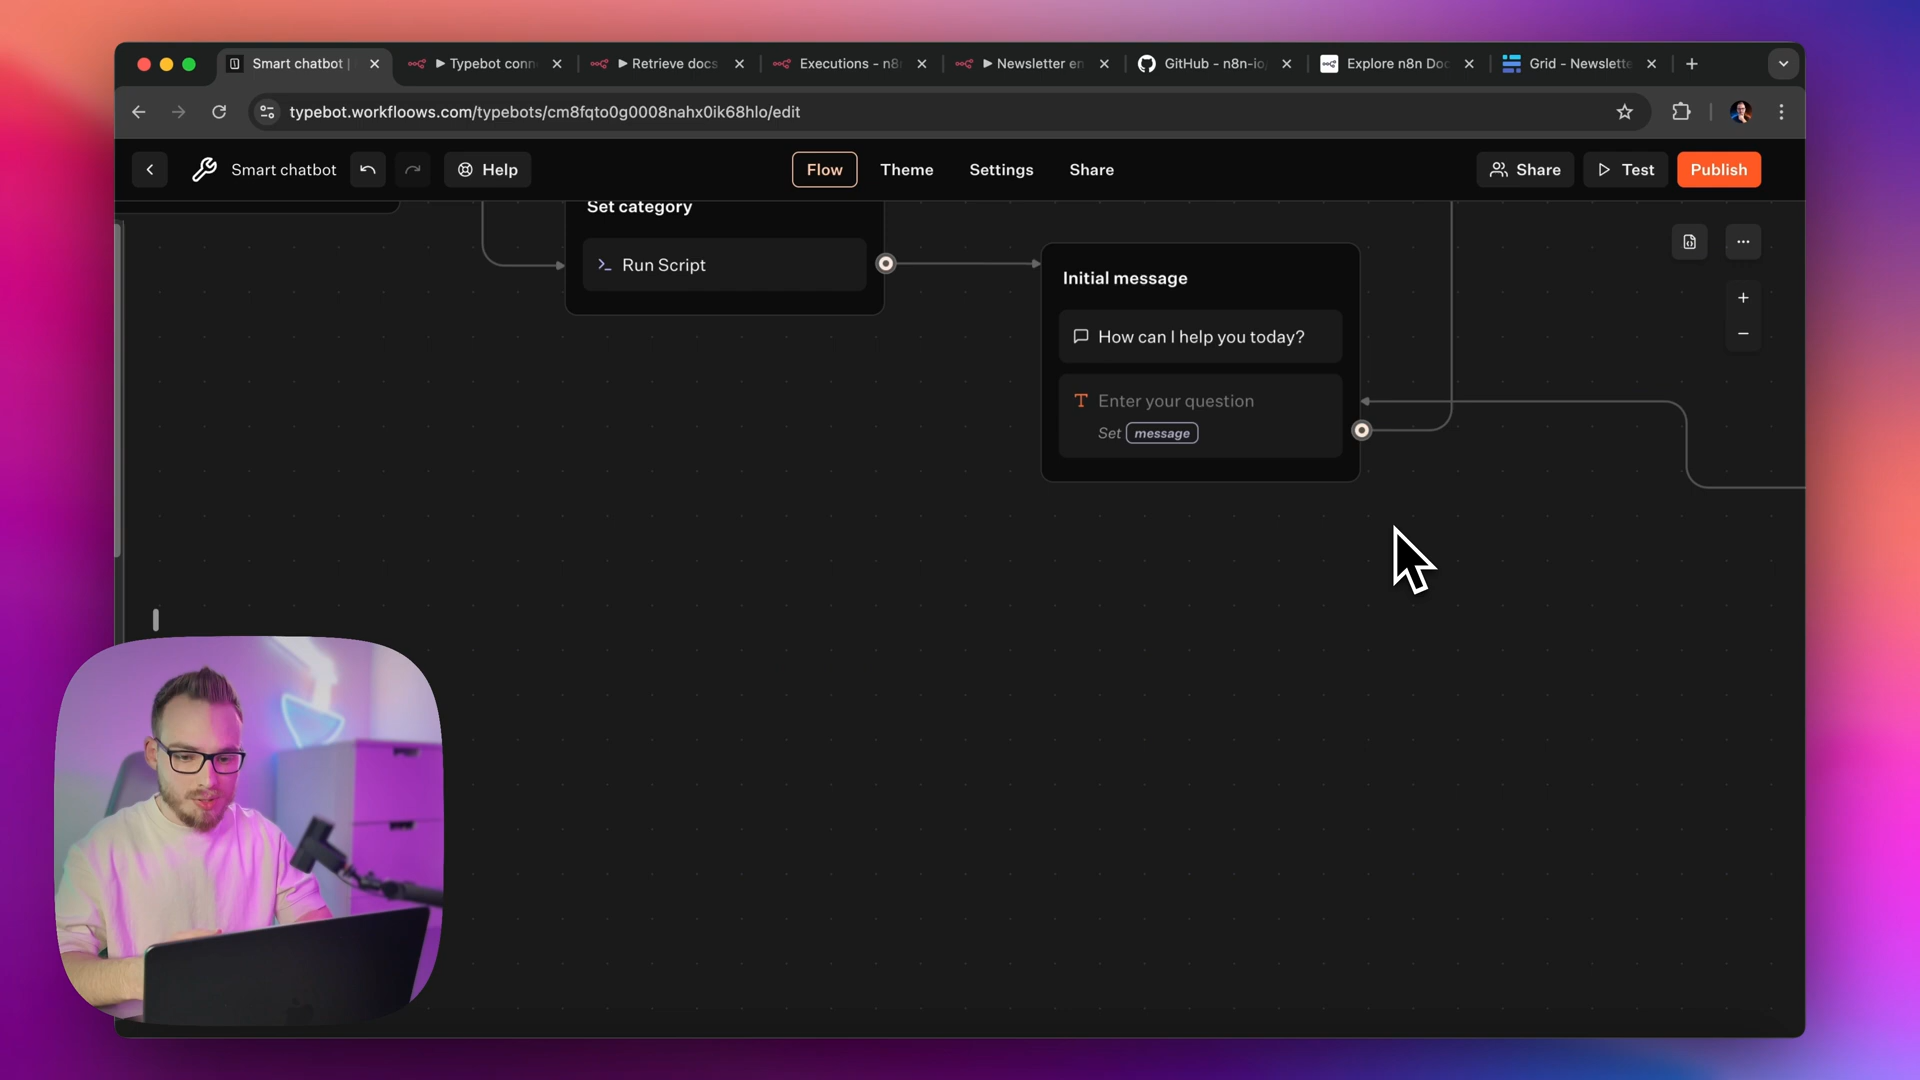 Smart chatbot |
Typebot conn
Retrieve docs
Executions - n8
Newsletter en
GitHub - n8n-io
Explore n8n Doc
Grid - Newslette
typebot.workfloows.com/typebots/cm8fqto0g0008nahx0ik68hlo/edit
Smart chatbot
Help
Flow
Theme
Settings
Share
Share
Test
Publish
Set category
Run Script
Initial message
How can I help you today?
Enter your question
Set message